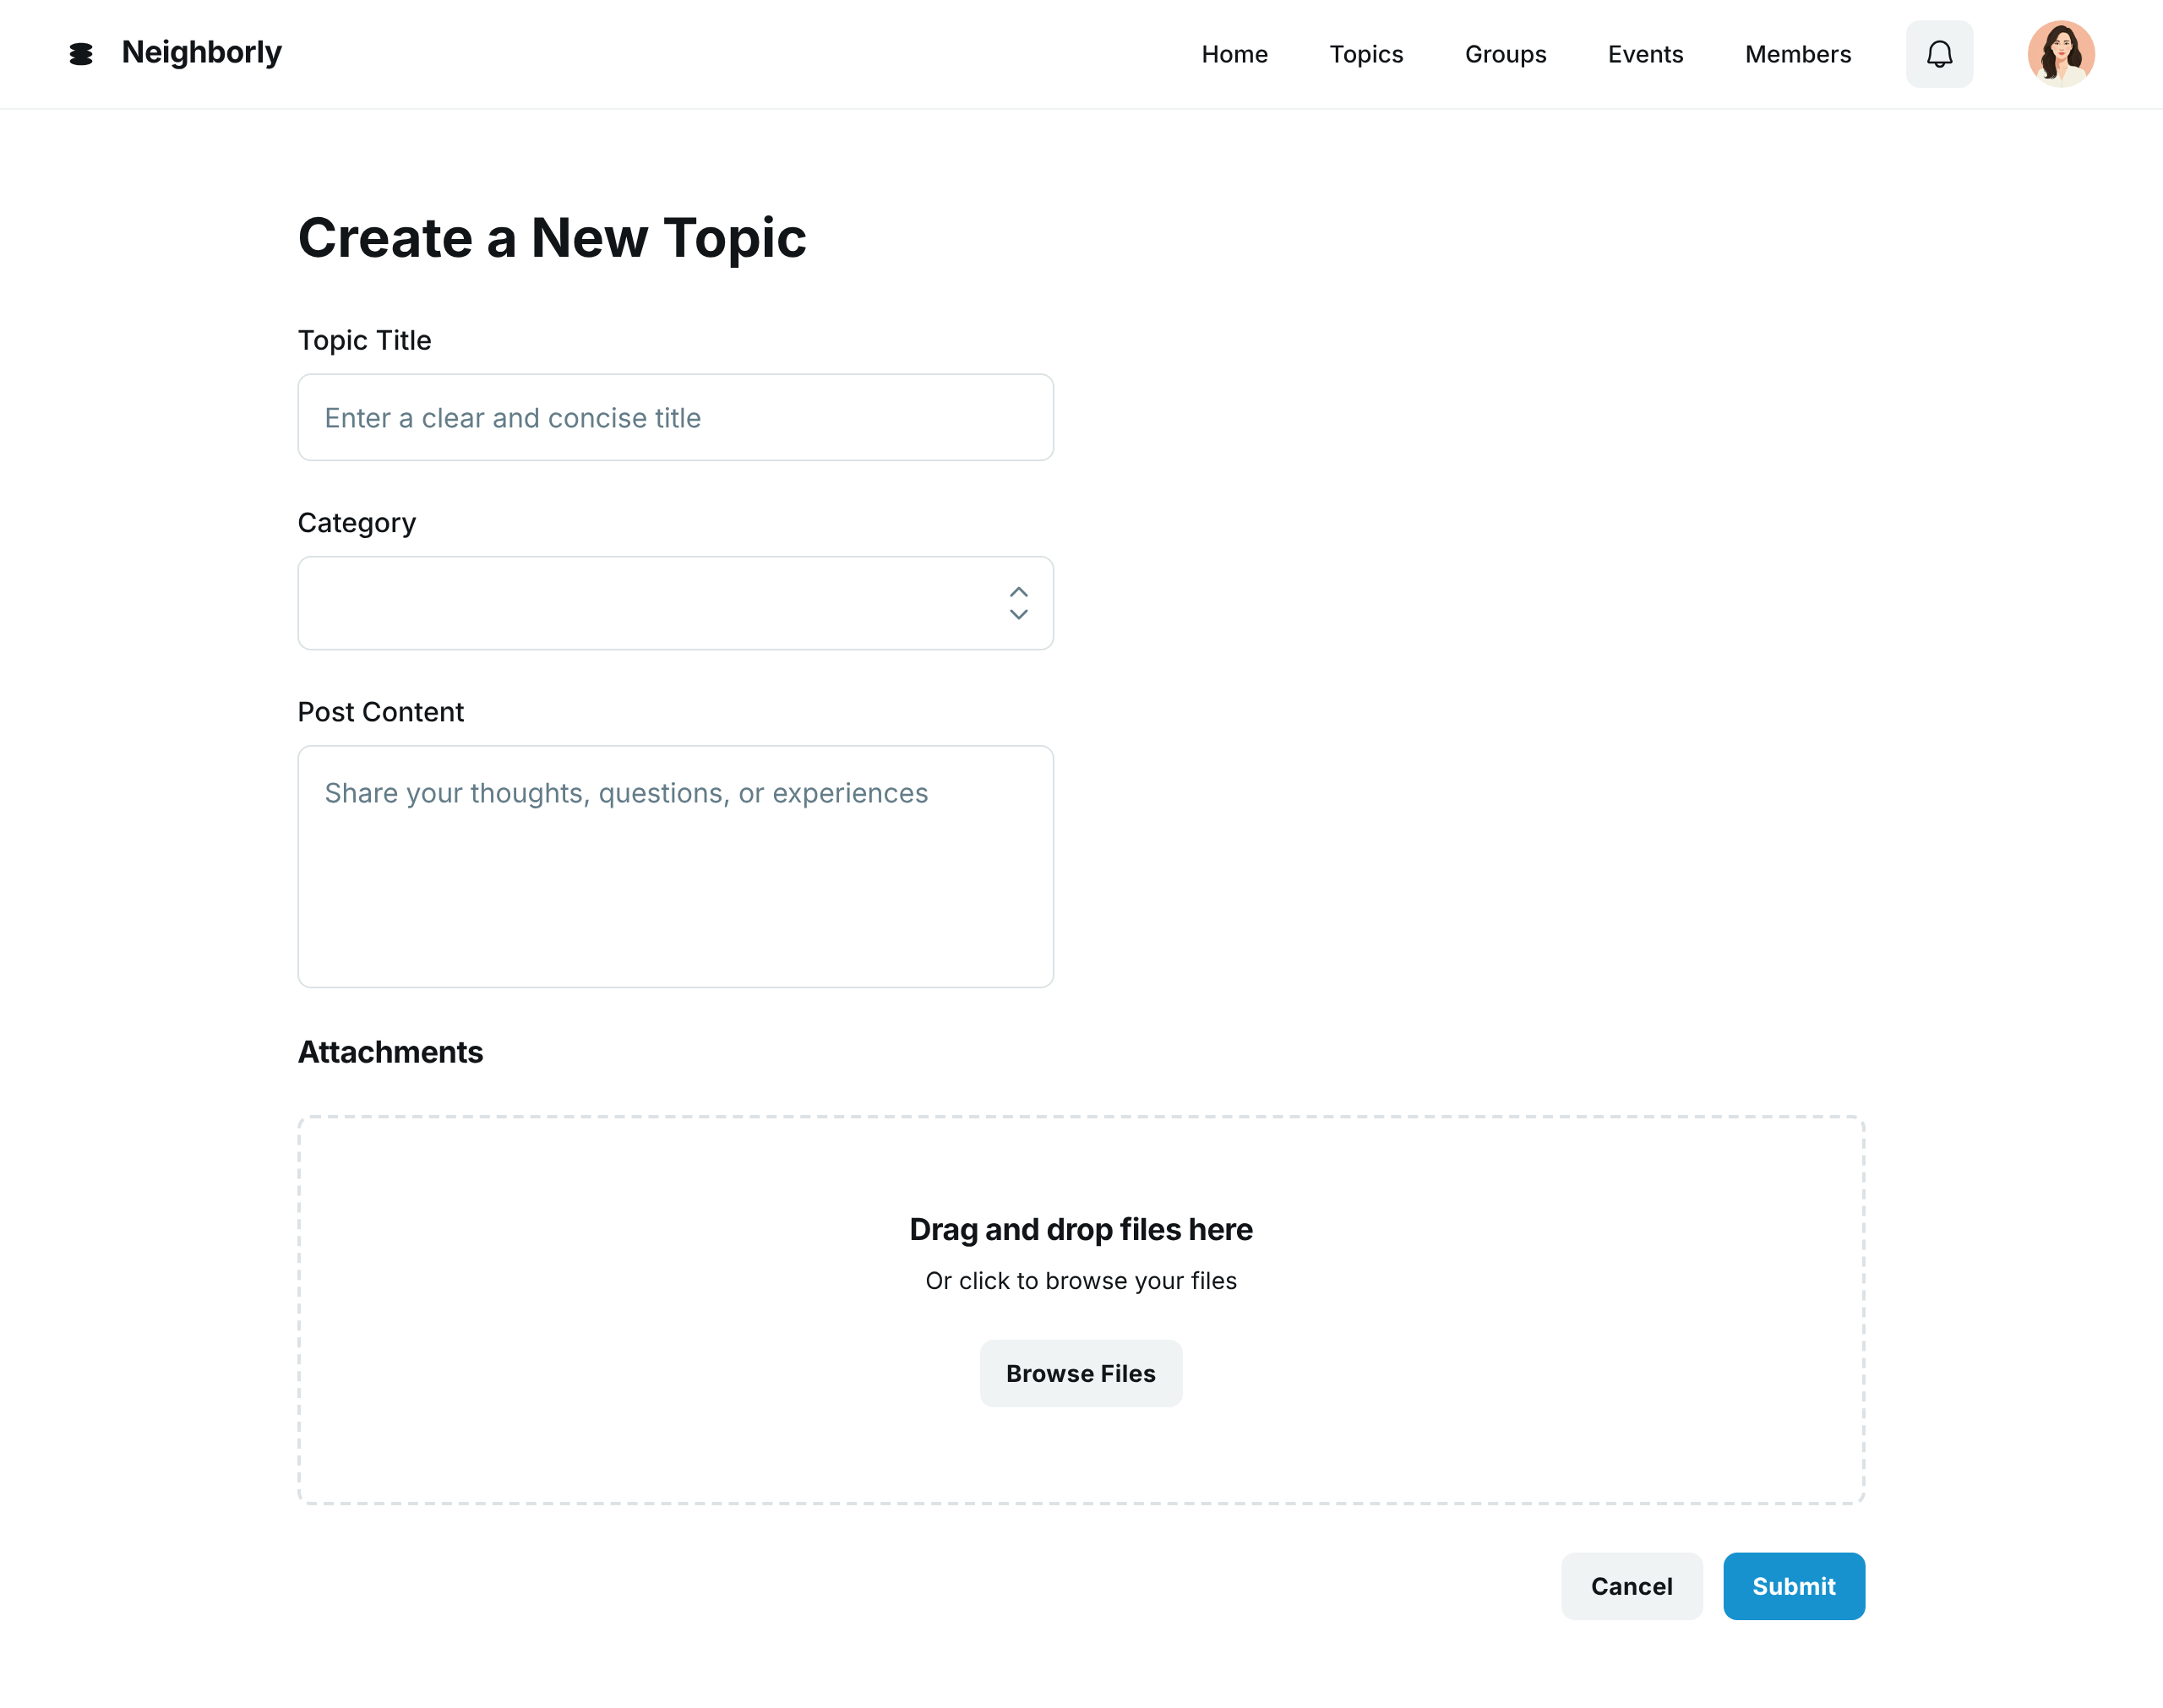 Neighborly
Home
Topics
Groups
Events
Members
Create a New Topic
Topic Title
Enter a clear and concise title
Category
Post Content
Share your thoughts, questions, or experiences
Attachments
Drag and drop files here
Or click to browse your files
Browse Files
Cancel
Submit